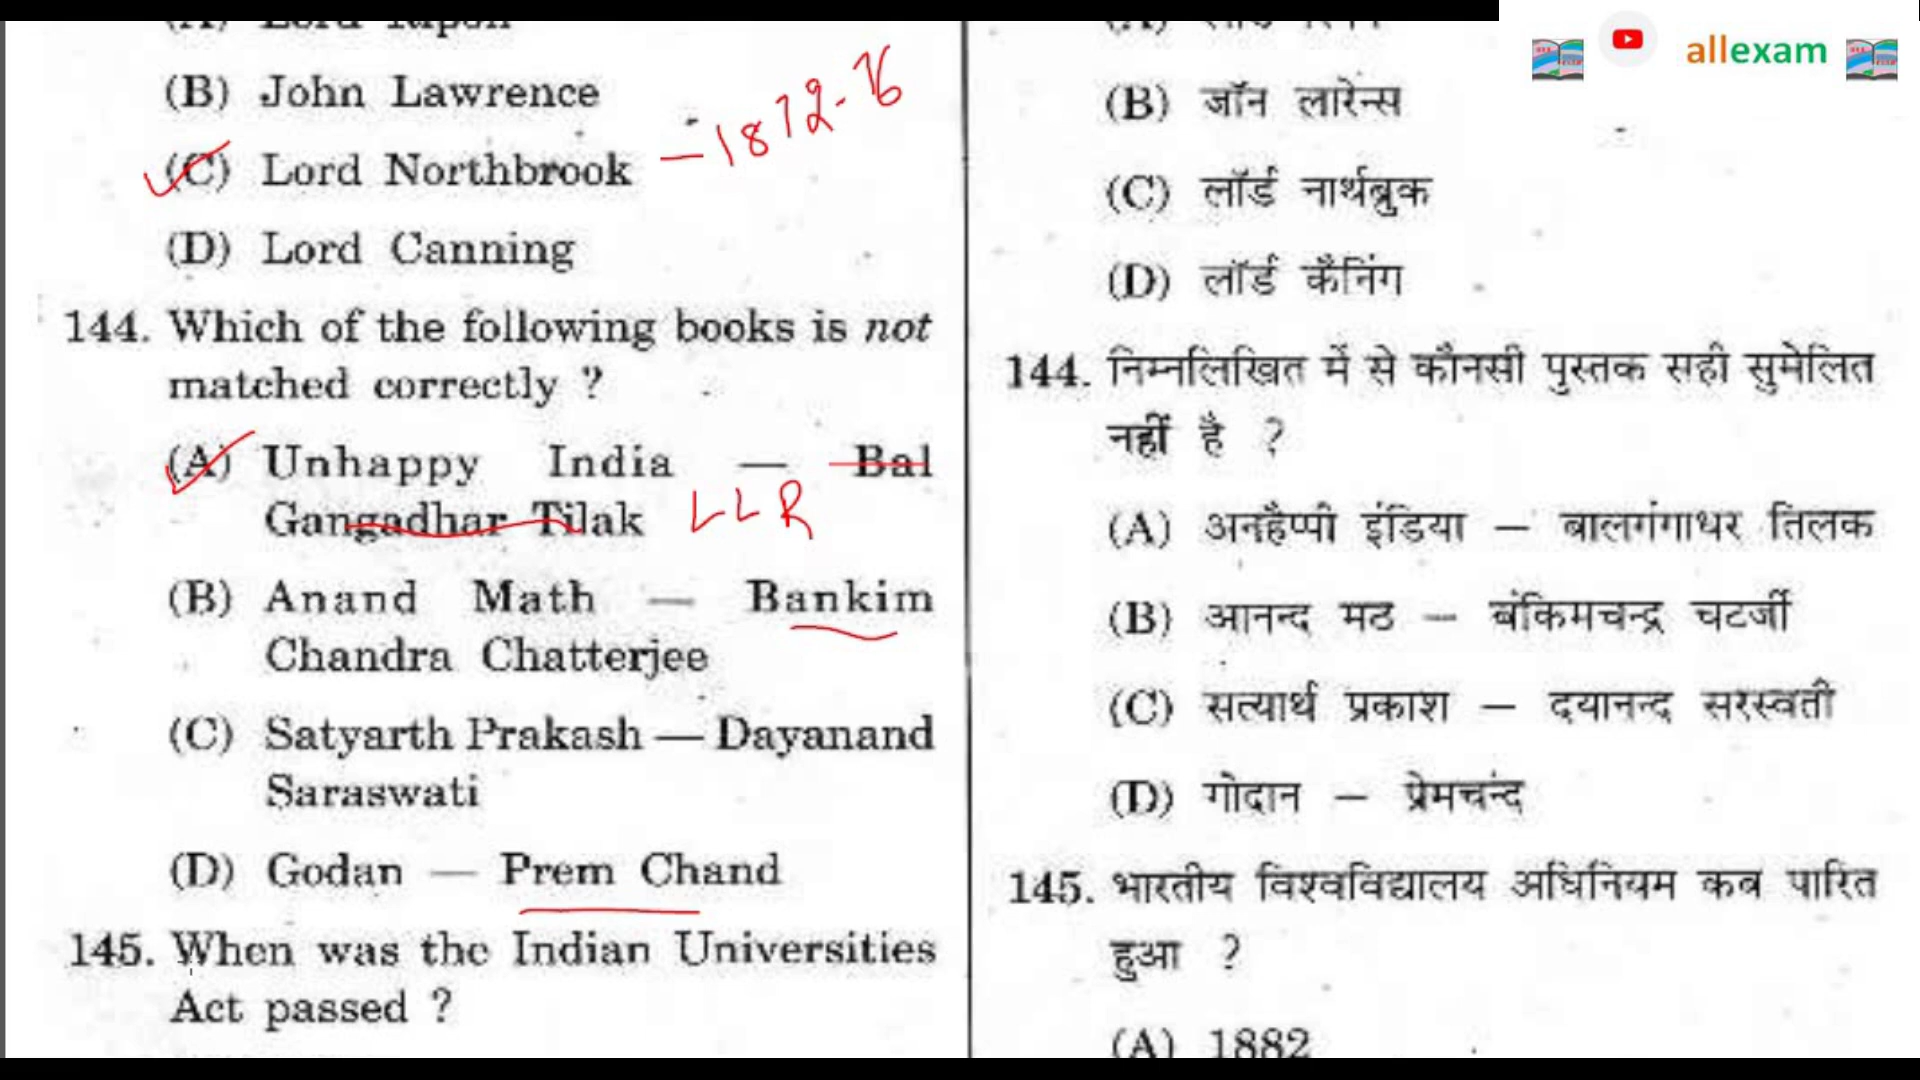 (A) Lord Ripon
(B) John Lawrence
(C) Lord Northbrook – 1872-76
(D) Lord Canning
144. Which of the following books is not
matched correctly ?
(A) Unhappy India — Bal
Gangadhar Tilak LLR
(B) Anand Math — Bankim
Chandra Chatterjee
(C) Satyarth Prakash — Dayanand
Saraswati
(D) Godan — Prem Chand
145. When was the Indian Universities
Act passed ?
allexam
(B) जॉन लारेन्स
(C) लॉर्ड नार्थब्रुक
(D) लॉर्ड कैनिंग
144. निम्नलिखित में से कौनसी पुस्तक सही सुमेलित
नहीं है ?
(A) अनहैप्पी इंडिया — बालगंगाधर तिलक
(B) आनन्द मठ — बंकिमचन्द्र चटर्जी
(C) सत्यार्थ प्रकाश — दयानन्द सरस्वती
(D) गोदान — प्रेमचंद
145. भारतीय विश्वविद्यालय अधिनियम कब पारित
हुआ ?
(A) 1882